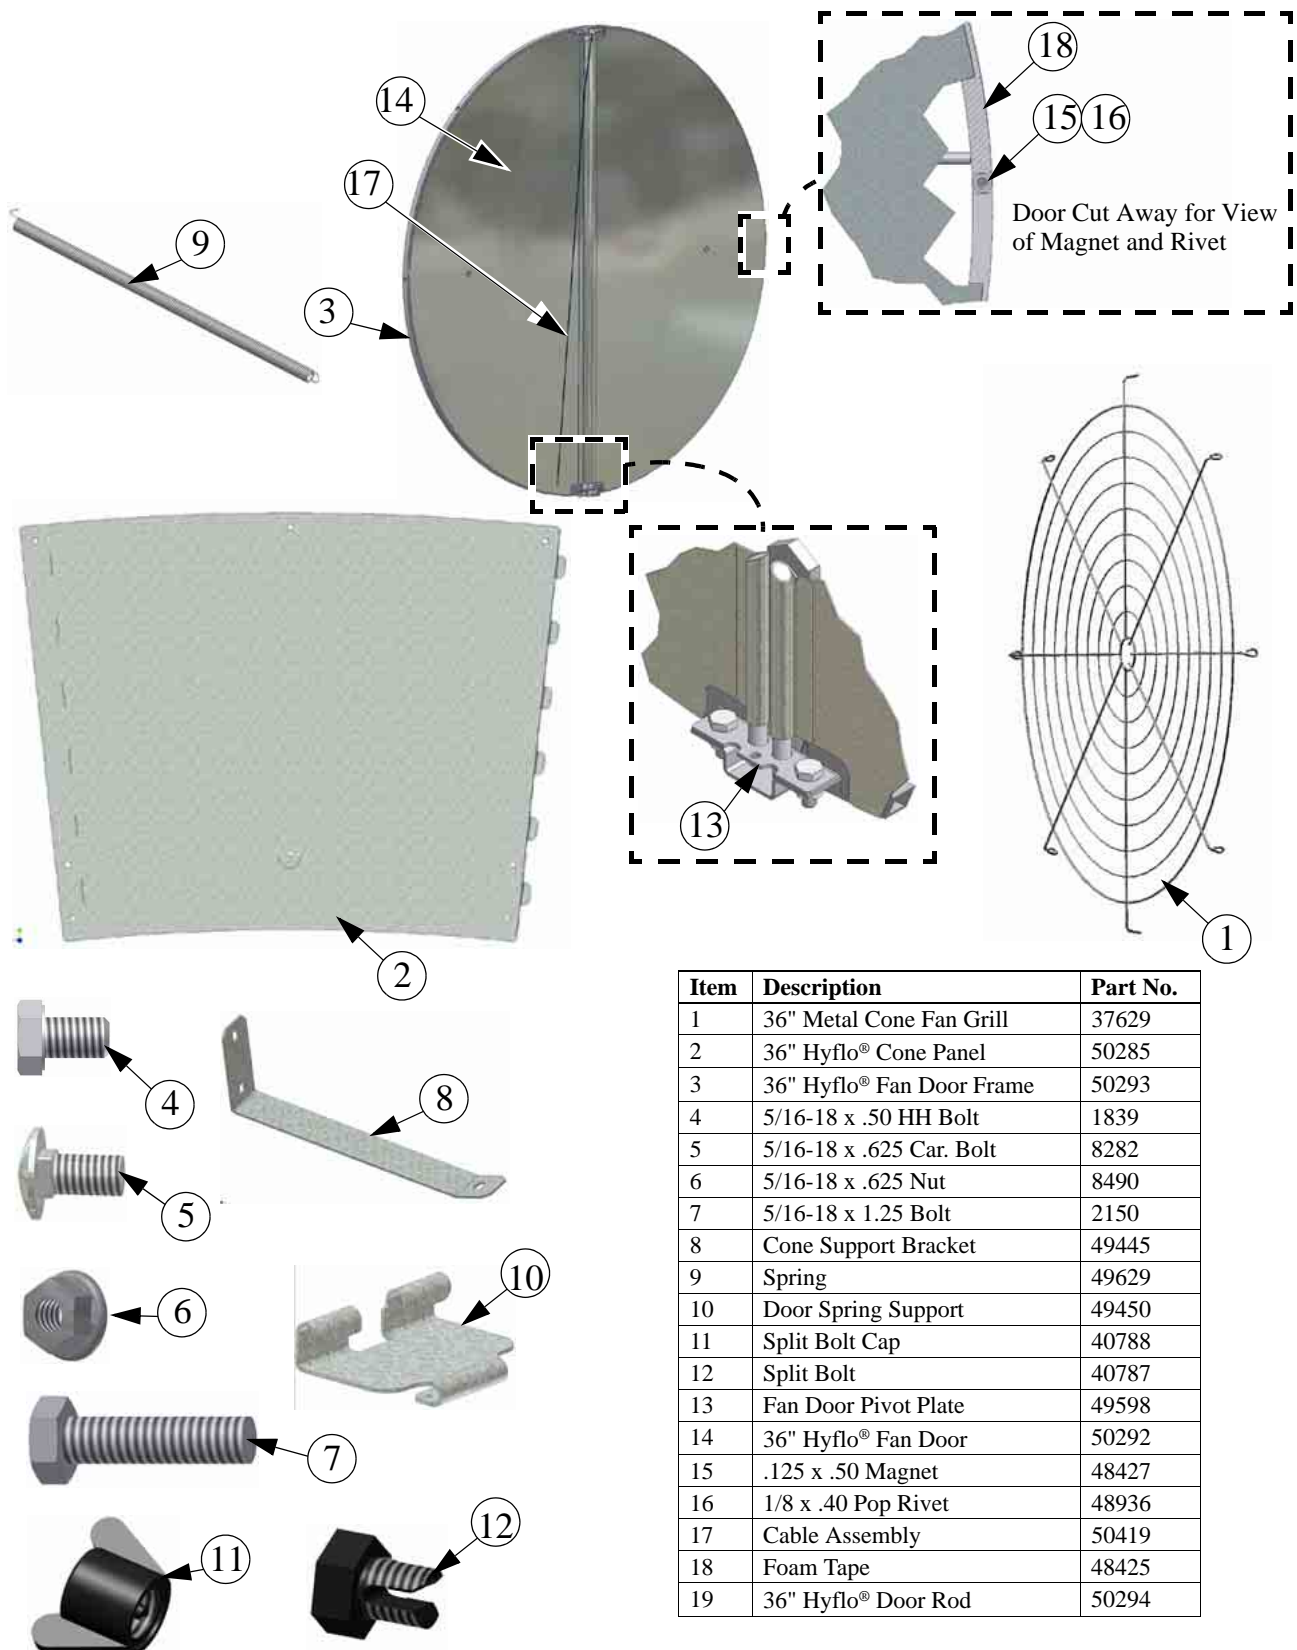 14
17
9
3
18
15 16
Door Cut Away for View
of Magnet and Rivet
13
1
2
4
8
5
6
10
7
11
12
Item Description Part No.
1 36" Metal Cone Fan Grill 37629
2 36" Hyflo® Cone Panel 50285
3 36" Hyflo® Fan Door Frame 50293
4 5/16-18 x .50 HH Bolt 1839
5 5/16-18 x .625 Car. Bolt 8282
6 5/16-18 x .625 Nut 8490
7 5/16-18 x 1.25 Bolt 2150
8 Cone Support Bracket 49445
9 Spring 49629
10 Door Spring Support 49450
11 Split Bolt Cap 40788
12 Split Bolt 40787
13 Fan Door Pivot Plate 49598
14 36" Hyflo® Fan Door 50292
15 .125 x .50 Magnet 48427
16 1/8 x .40 Pop Rivet 48936
17 Cable Assembly 50419
18 Foam Tape 48425
19 36" Hyflo® Door Rod 50294